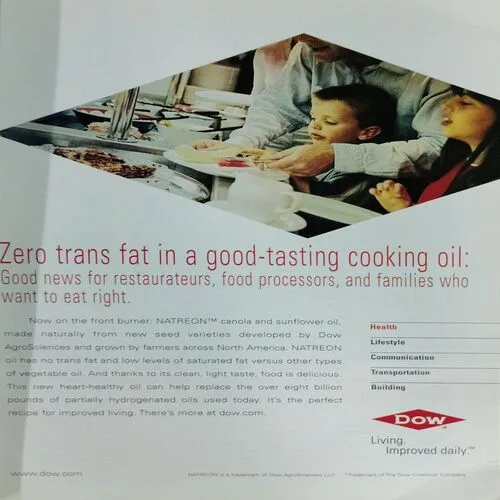 Zero trans fat in a good-tasting cooking oil:
Good news for restaurateurs, food processors, and families who
want to eat right.
Now on the front burner: NATREON™ canola and sunflower oil,
made naturally from new seed varieties developed by Dow
AgroSciences and grown by farmers across North America. NATREON
oil has no trans fat and low levels of saturated fat versus other types
of vegetable oil. And thanks to its clean, light taste, food is delicious.
This new heart-healthy oil can help replace the over eight billion
pounds of partially hydrogenated oils used today. It's the perfect
recipe for improved living. There's more at dow.com.
Health
Lifestyle
Communication
Transportation
Building
DOW
Living.
Improved daily.™
www.dow.com
NATREON is a trademark of Dow AgroSciences LLC
*Trademark of The Dow Chemical Company